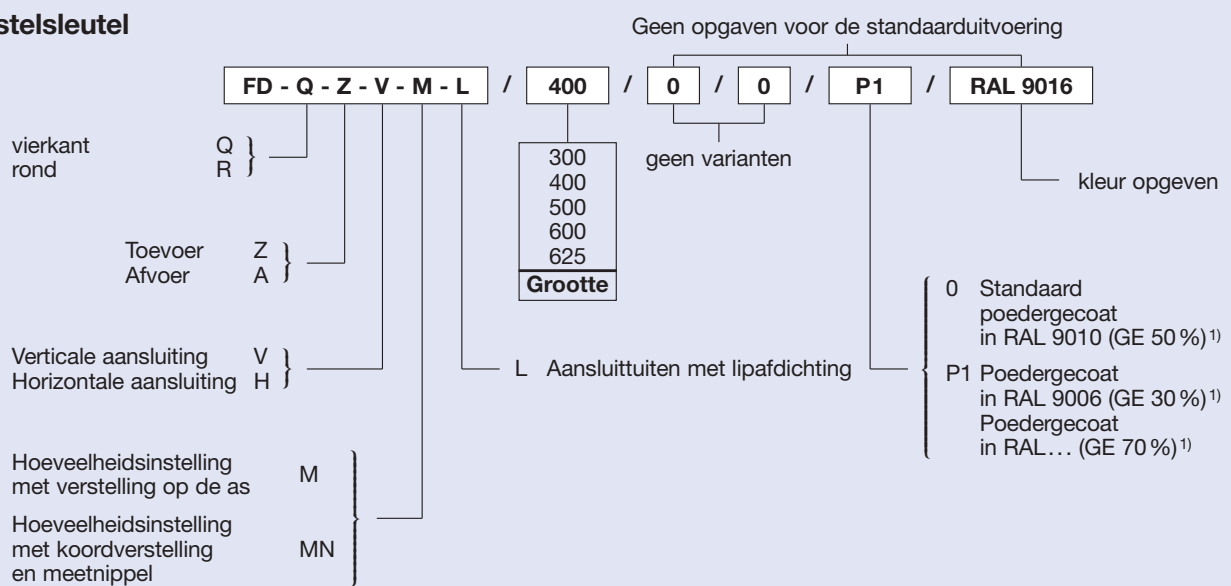 stelsleutel
Geen opgaven voor de standaarduitvoering
FD - Q - Z - V - M - L / 400 / 0 / 0 / P1 / RAL 9016
vierkant Q
rond R
300
400
500
600
625
Grootte
geen varianten
kleur opgeven
Toevoer Z
Afvoer A
Verticale aansluiting V
Horizontale aansluiting H
L Aansluittuiten met lipafdichting
0 Standaard
poedergecoat
in RAL 9010 (GE 50 %) 1)
P1 Poedergecoat
in RAL 9006 (GE 30 %) 1)
Poedergecoat
in RAL... (GE 70 %) 1)
Hoeveelheidsinstelling
met verstelling op de as M
Hoeveelheidsinstelling
met koordverstelling MN
en meetnippel